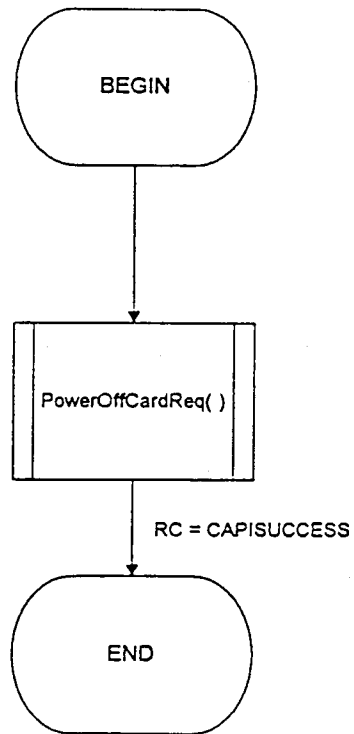 BEGIN
PowerOffCardReq( )
RC = CAPISUCCESS
END